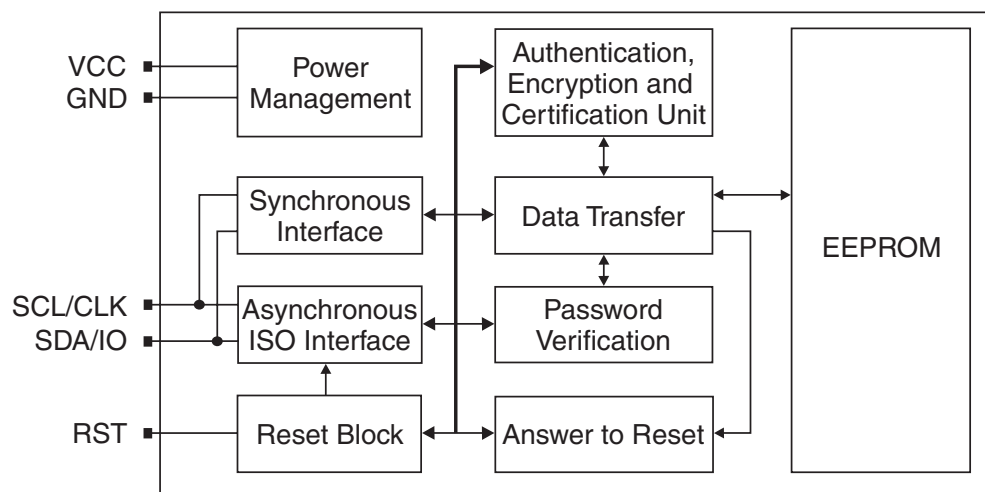 VCC
GND
Power
Management
Authentication,
Encryption and
Certification Unit
Synchronous
Interface
Data Transfer
EEPROM
SCL/CLK
SDA/IO
Asynchronous
ISO Interface
Password
Verification
RST
Reset Block
Answer to Reset